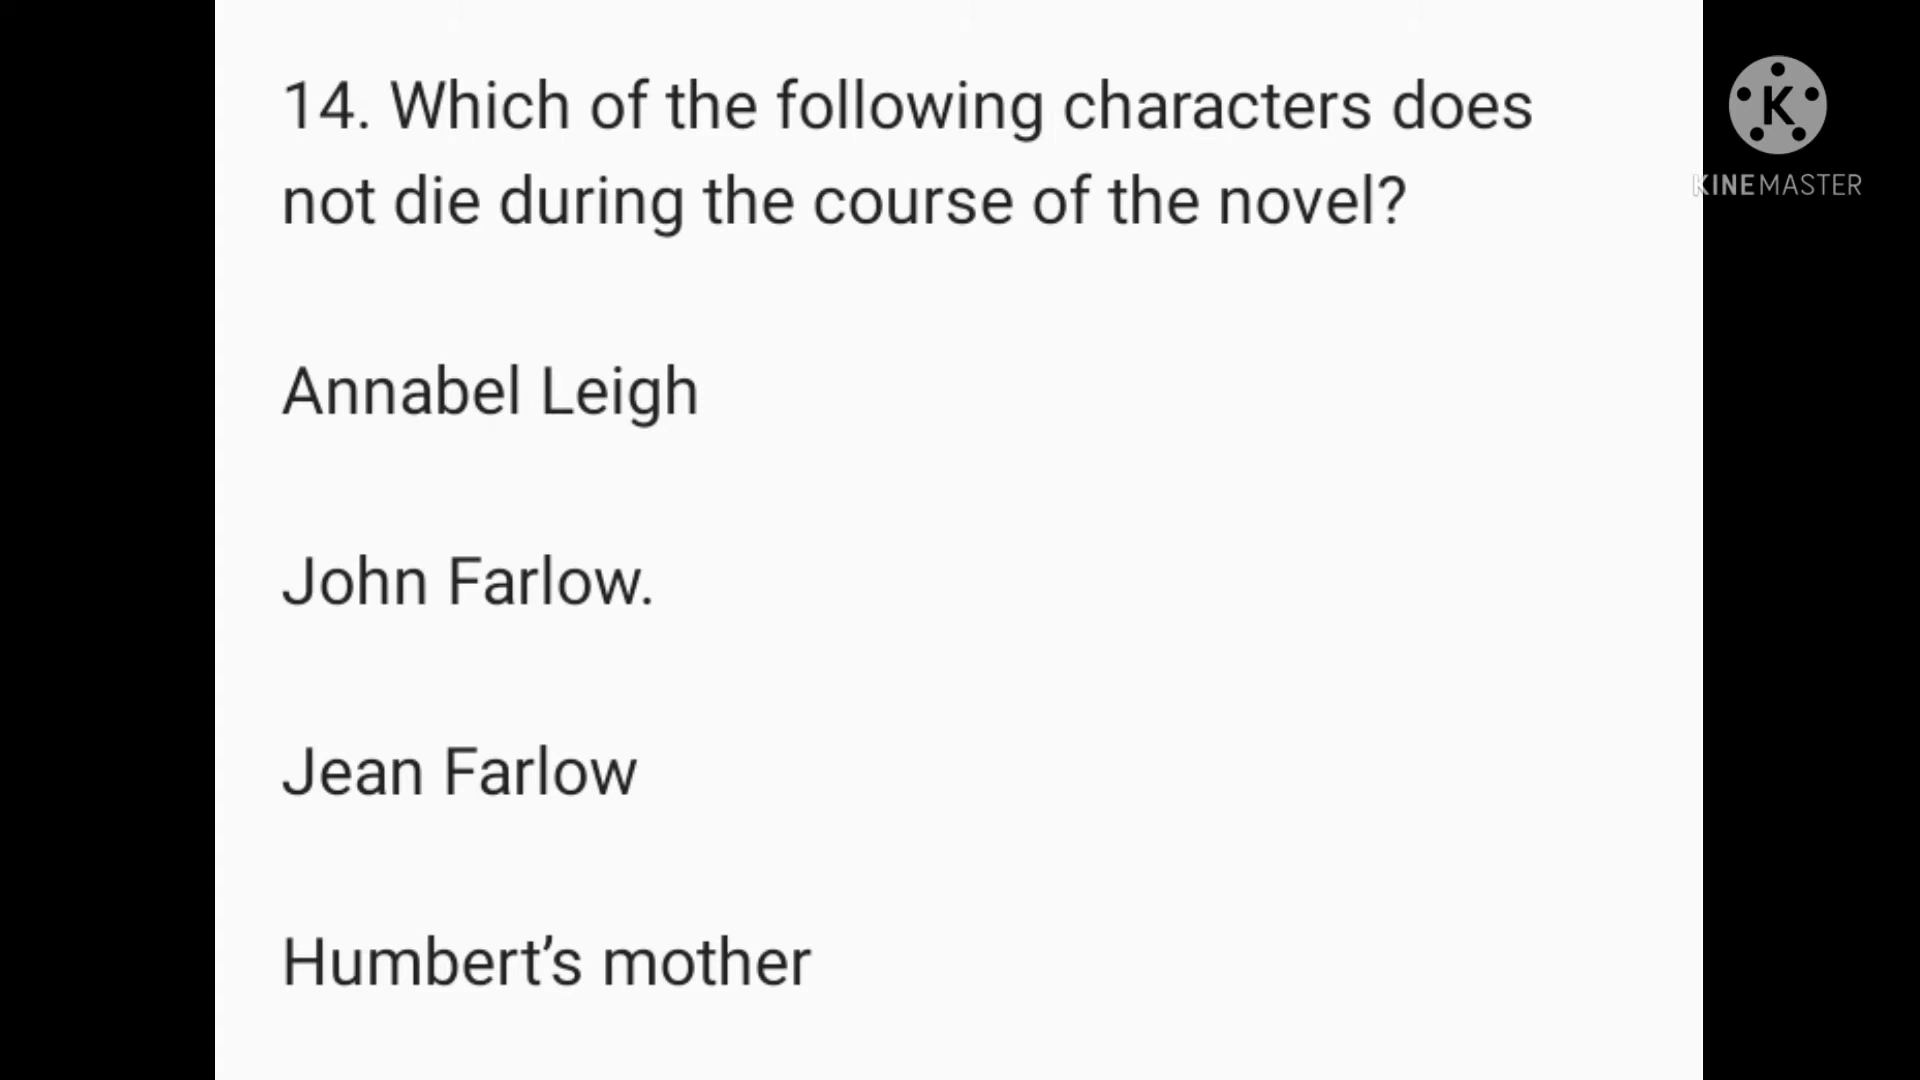 14. Which of the following characters does
not die during the course of the novel?
Annabel Leigh
John Farlow.
Jean Farlow
Humbert’s mother
K
KINEMASTER